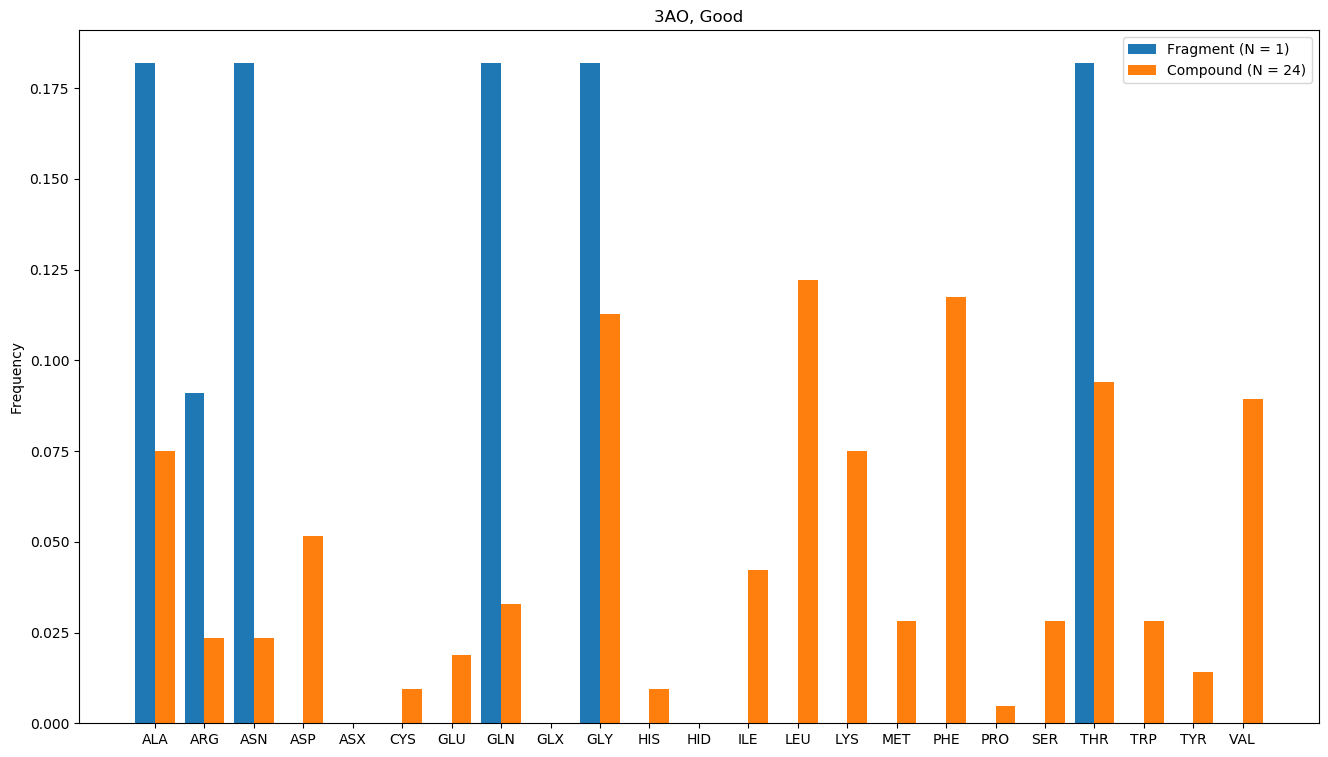 3AO, Good
Fragment (N = 1)
Compound (N = 24)
Frequency
0.175
0.150
0.125
0.100
0.075
0.050
0.025
0.000
ALA ARG ASN ASP ASX CYS GLU GLN GLX GLY HIS HID ILE LEU LYS MET PHE PRO SER THR TRP TYR VAL